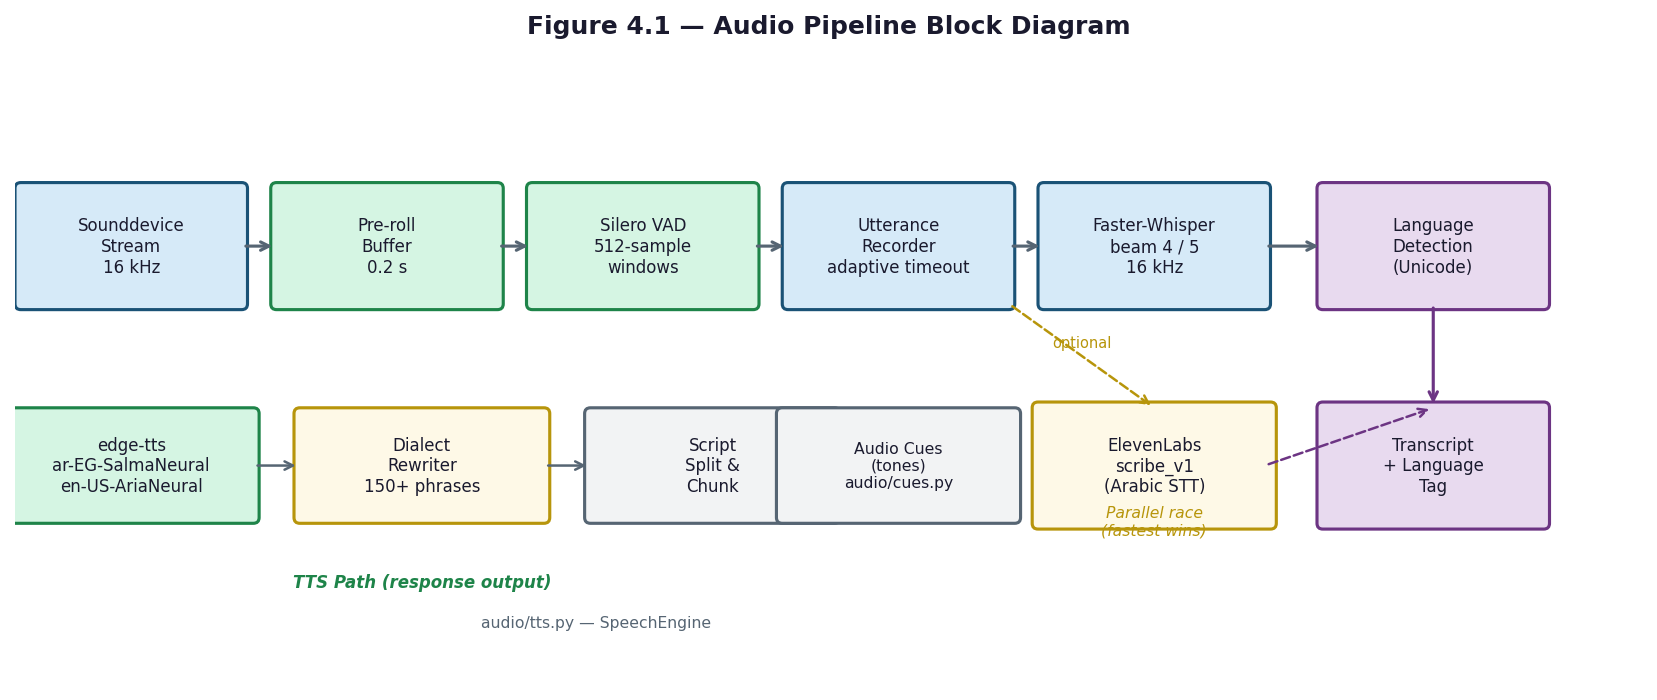 Figure 4.1 — Audio Pipeline Block Diagram
Sounddevice
Stream
16 kHz
Pre-roll
Buffer
0.2 s
Silero VAD
512-sample
windows
Utterance
Recorder
adaptive timeout
Faster-Whisper
beam 4 / 5
16 kHz
Language
Detection
(Unicode)
optional
edge-tts
ar-EG-SalmaNeural
en-US-AriaNeural
Dialect
Rewriter
150+ phrases
Script
Split &
Chunk
Audio Cues
(tones)
audio/cues.py
ElevenLabs
scribe_v1
(Arabic STT)
Parallel race
(fastest wins)
Transcript
+ Language
Tag
TTS Path (response output)
audio/tts.py — SpeechEngine